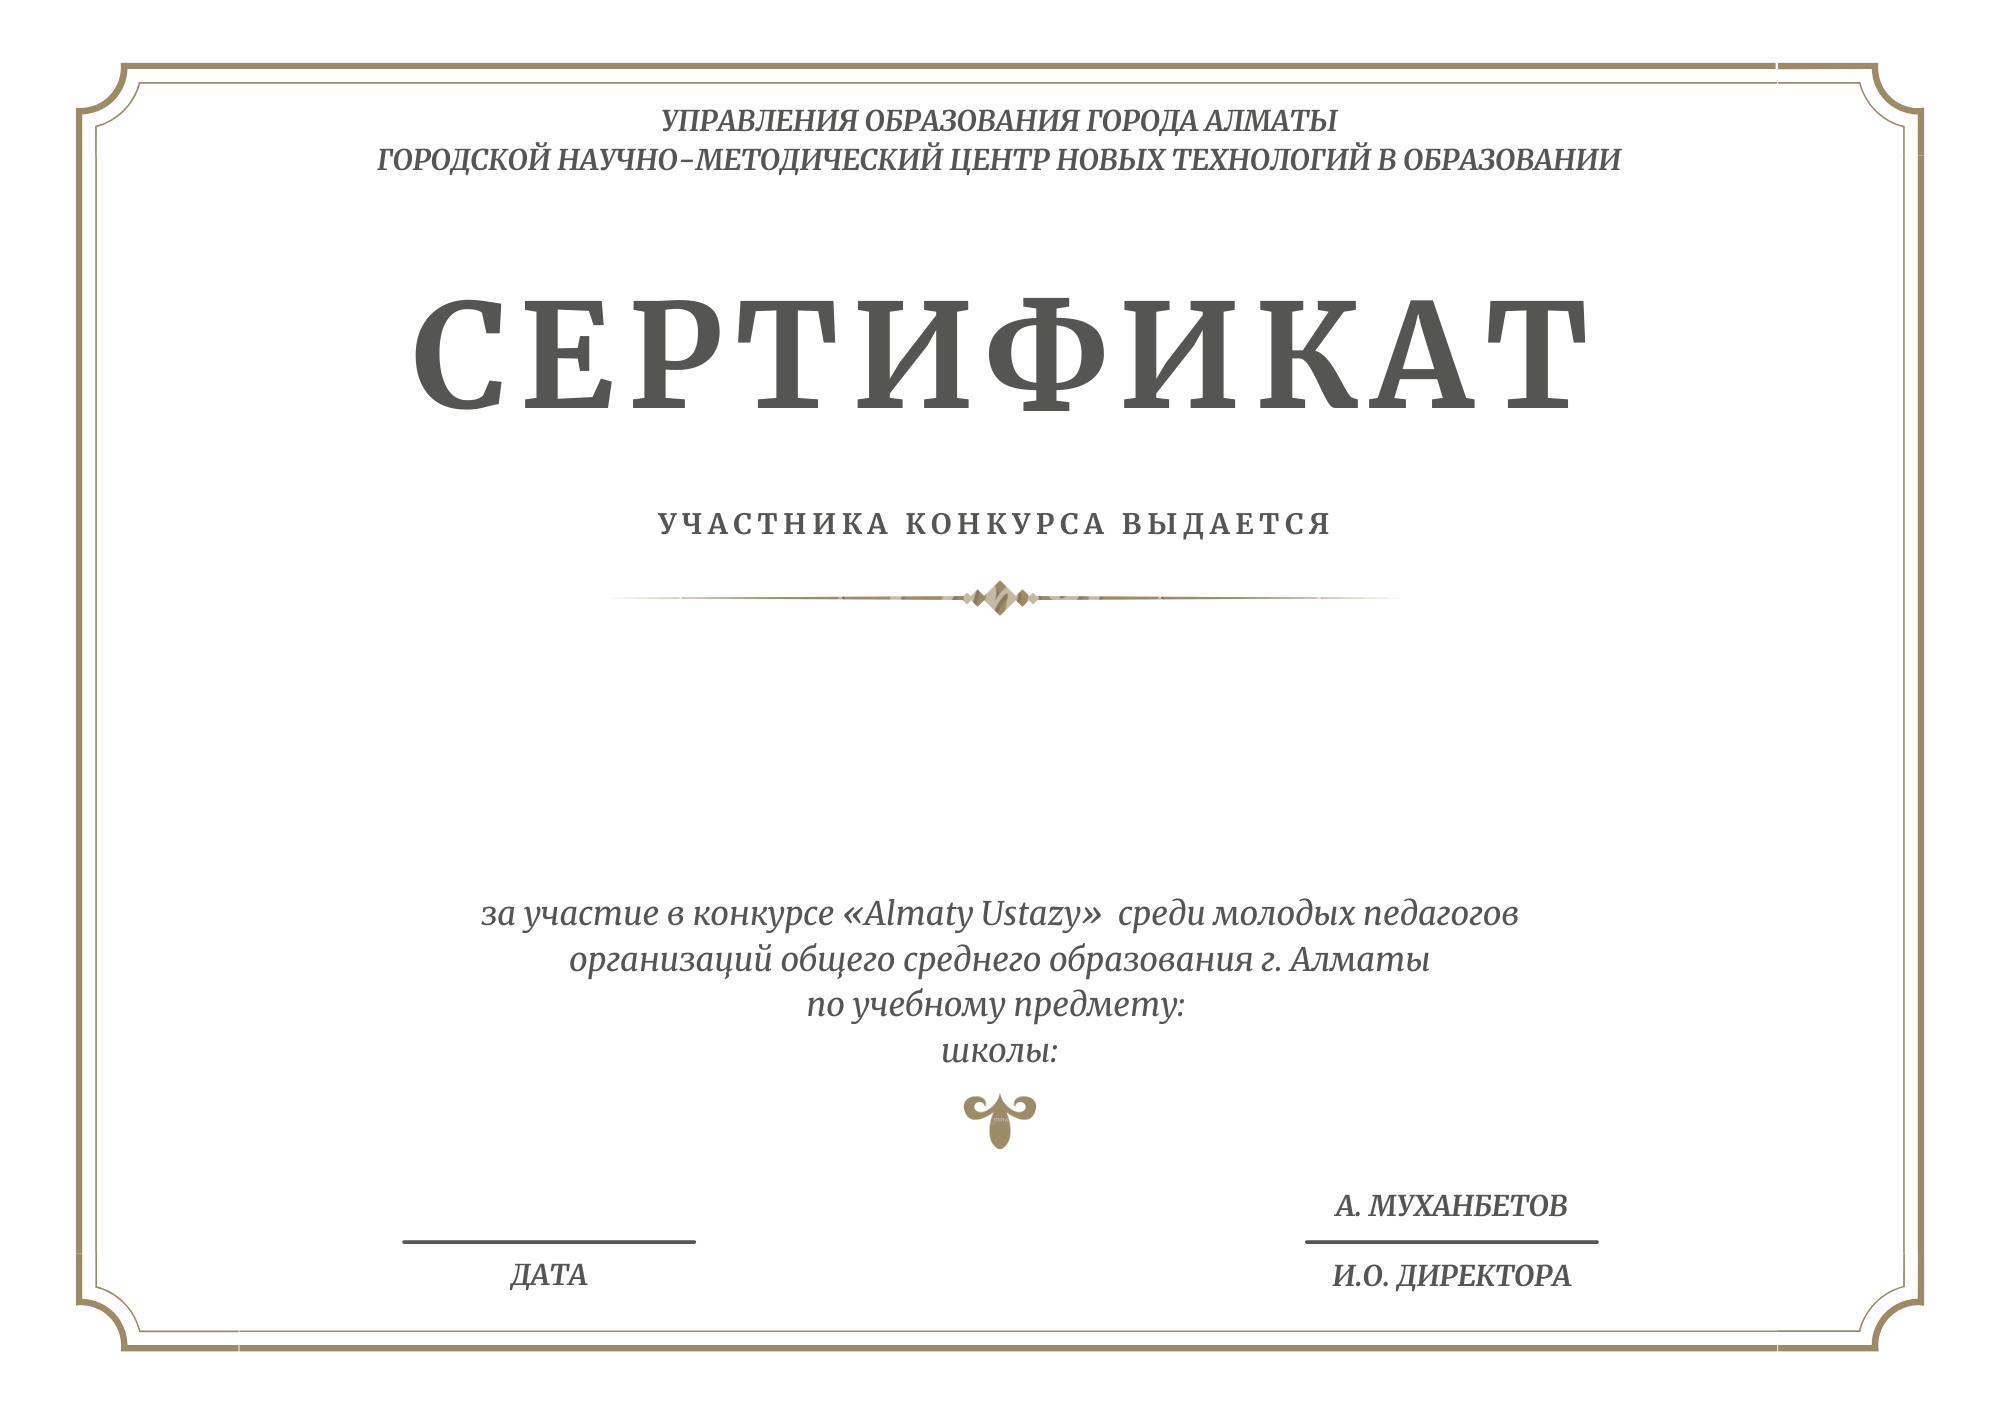 УПРАВЛЕНИЯ ОБРАЗОВАНИЯ ГОРОДА АЛМАТЫ
ГОРОДСКОЙ НАУЧНО-МЕТОДИЧЕСКИЙ ЦЕНТР НОВЫХ ТЕХНОЛОГИЙ В ОБРАЗОВАНИИ
СЕРТИФИКАТ
УЧАСТНИКА КОНКУРСА ВЫДАЕТСЯ
за участие в конкурсе «Almaty Ustazy» среди молодых педагогов
организаций общего среднего образования г. Алматы
по учебному предмету:
школы:
А. МУХАНБЕТОВ
ДАТА
И.О. ДИРЕКТОРА